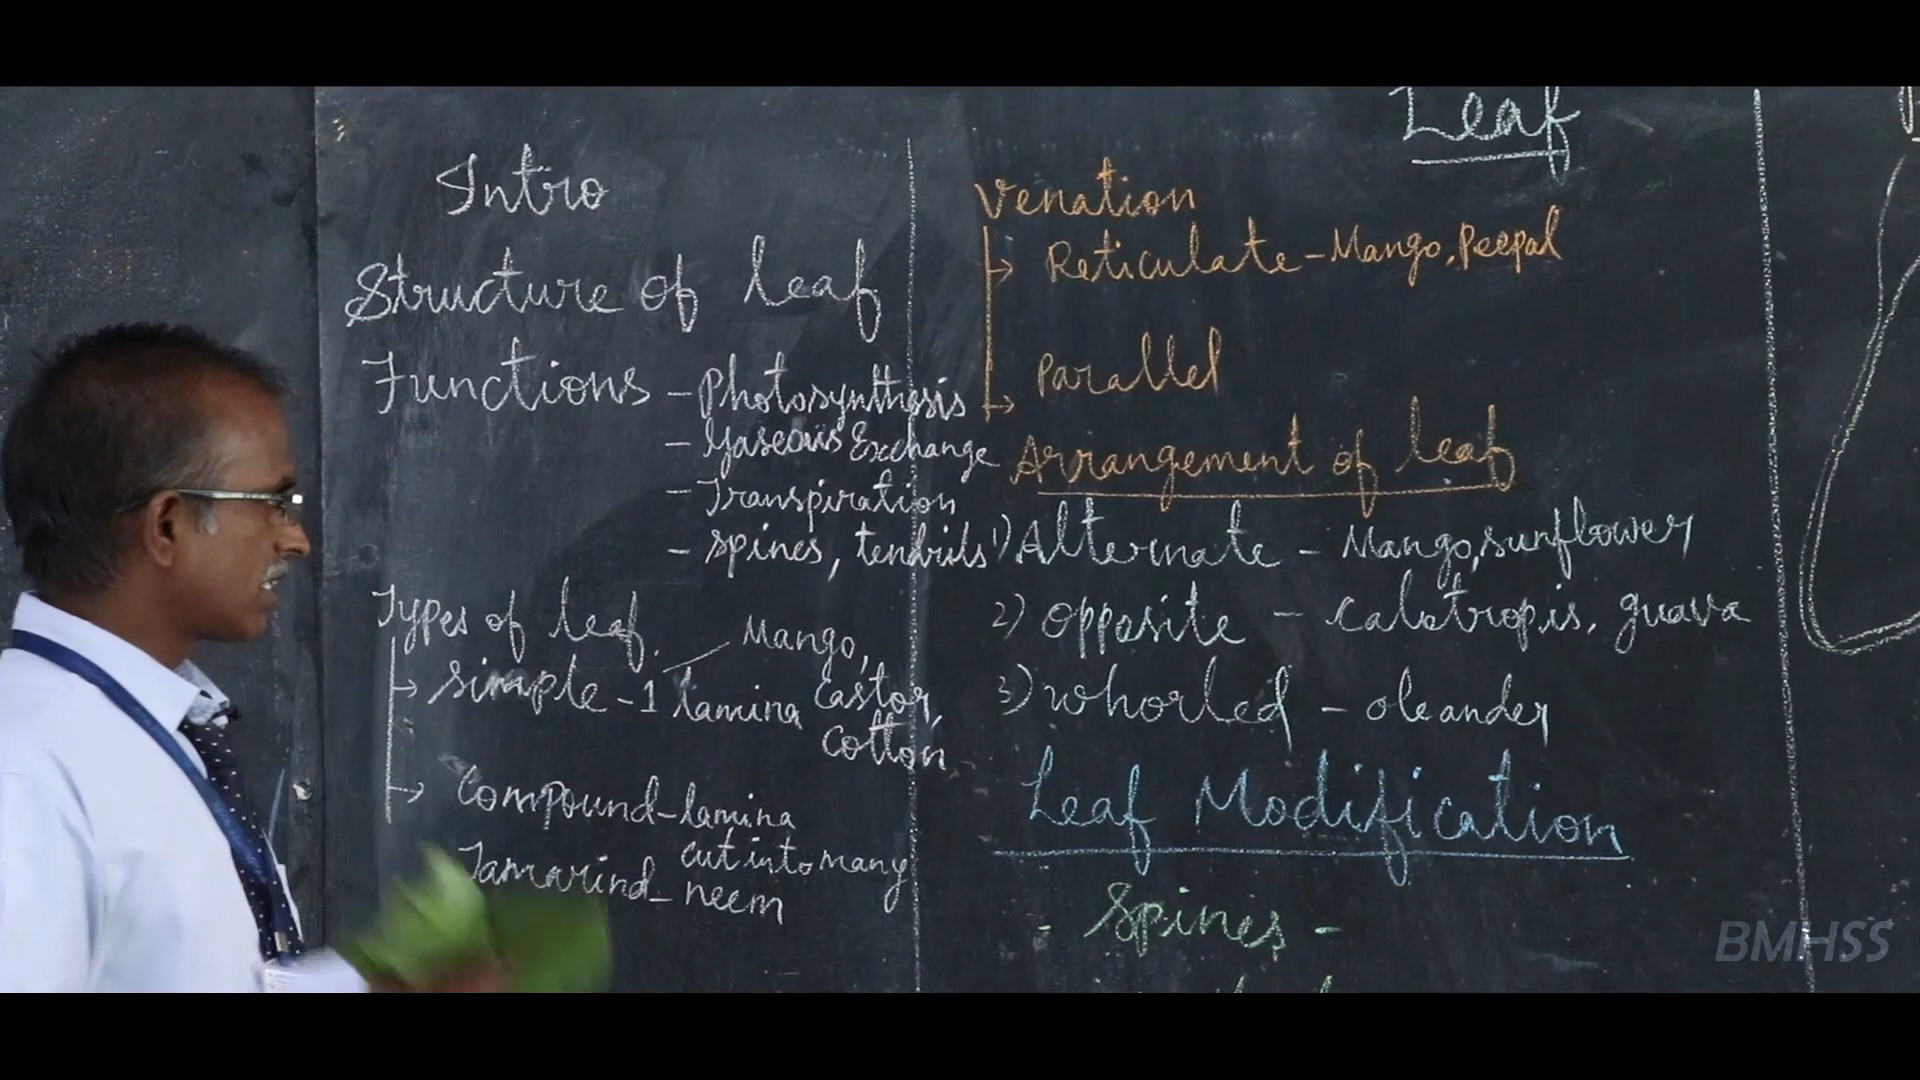 Leaf
Intro
Structure of leaf
Functions - Photosynthesis
- Gaseous Exchange
- Transpiration
- Spines, tendrils
Types of leaf
→ Simple - 1 lamina
Mango,
Castor,
Cotton
→ Compound - lamina
cut into many
Tamarind - neem
Venation
→ Reticulate - Mango, Peepal
→ Parallel
Arrangement of leaf
1) Alternate - Mango, sunflower
2) Opposite - Calotropis, guava
3) Whorled - oleander
Leaf Modification
- Spines -
BMHSS